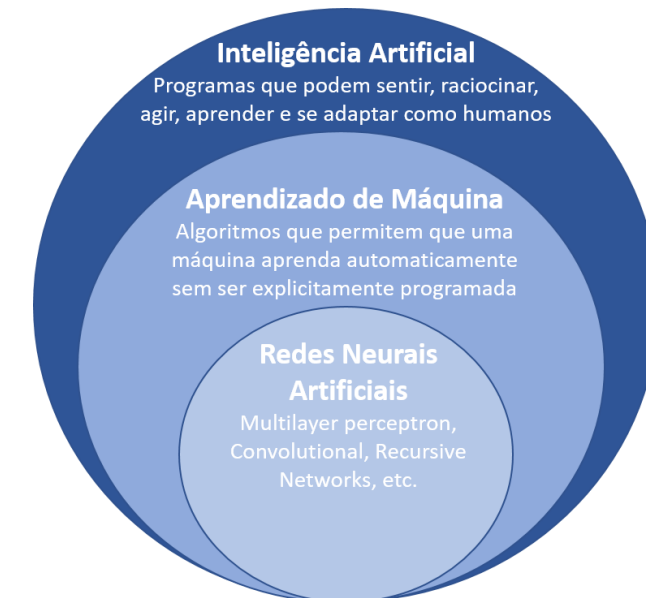 Inteligência Artificial
Programas que podem sentir, raciocinar,
agir, aprender e se adaptar como humanos
Aprendizado de Máquina
Algoritmos que permitem que uma
máquina aprenda automaticamente
sem ser explicitamente programada
Redes Neurais
Artificiais
Multilayer perceptron,
Convolutional, Recursive
Networks, etc.